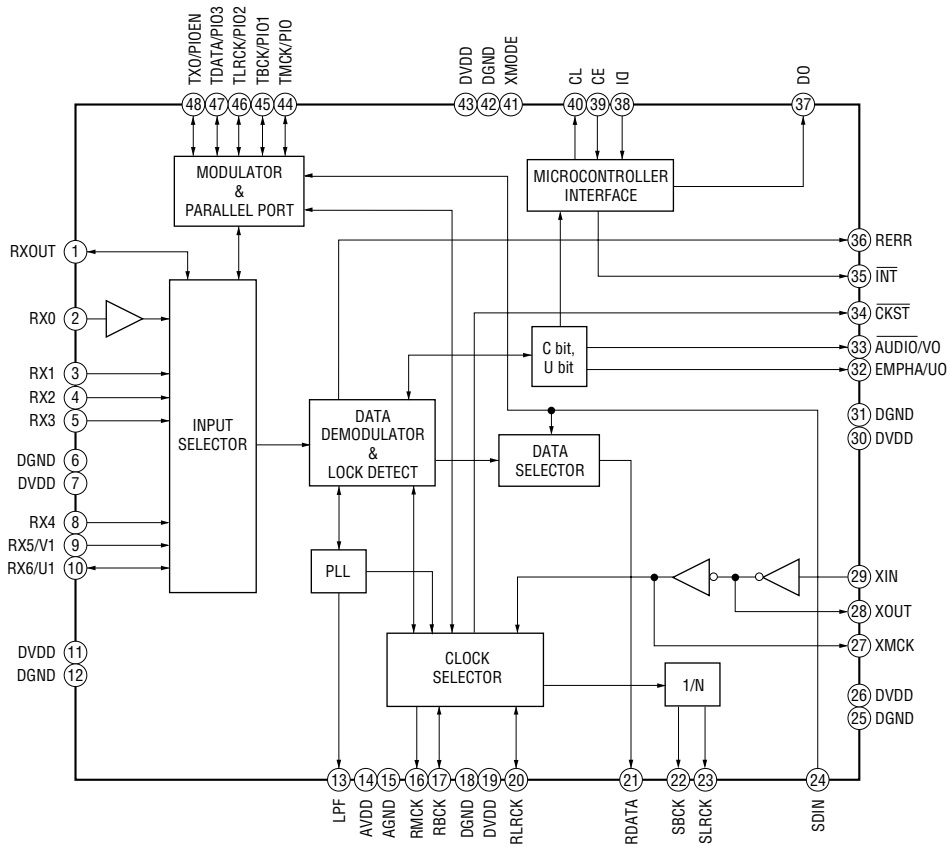 TXO/PIOEN
TDATA/PIO3
TLRCK/PIO2
TBCK/PIO1
TMCK/PIO
DVDD
DGND
XMODE
CL
CE
DI
DO
48
47
46
45
44
43
42
41
40
39
38
37
MODULATOR
&
PARALLEL PORT
MICROCONTROLLER
INTERFACE
RXOUT
1
RX0
2
RX1
3
RX2
4
RX3
5
DGND
6
DVDD
7
RX4
8
RX5/V1
9
RX6/U1
10
DVDD
11
DGND
12
INPUT
SELECTOR
DATA
DEMODULATOR
&
LOCK DETECT
C bit,
U bit
DATA
SELECTOR
PLL
CLOCK
SELECTOR
1/N
36 RERR
35 INT
34 CKST
33 AUDIO/VO
32 EMPHA/UO
31 DGND
30 DVDD
29 XIN
28 XOUT
27 XMCK
26 DVDD
25 DGND
13
14
15
16
17
18
19
20
21
22
23
24
LPF
AVDD
AGND
RMCK
RBCK
DGND
DVDD
RLRCK
RDATA
SBCK
SLRCK
SDIN